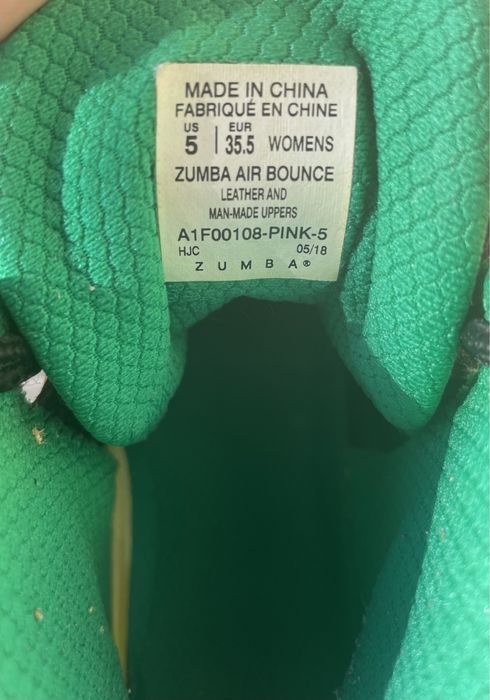 MADE IN CHINA
FABRIQUÉ EN CHINE
US EUR
5 | 35.5 WOMENS
ZUMBA AIR BOUNCE
LEATHER AND
MAN-MADE UPPERS
A1F00108-PINK-5
HJC 05/18
ZUMBA®